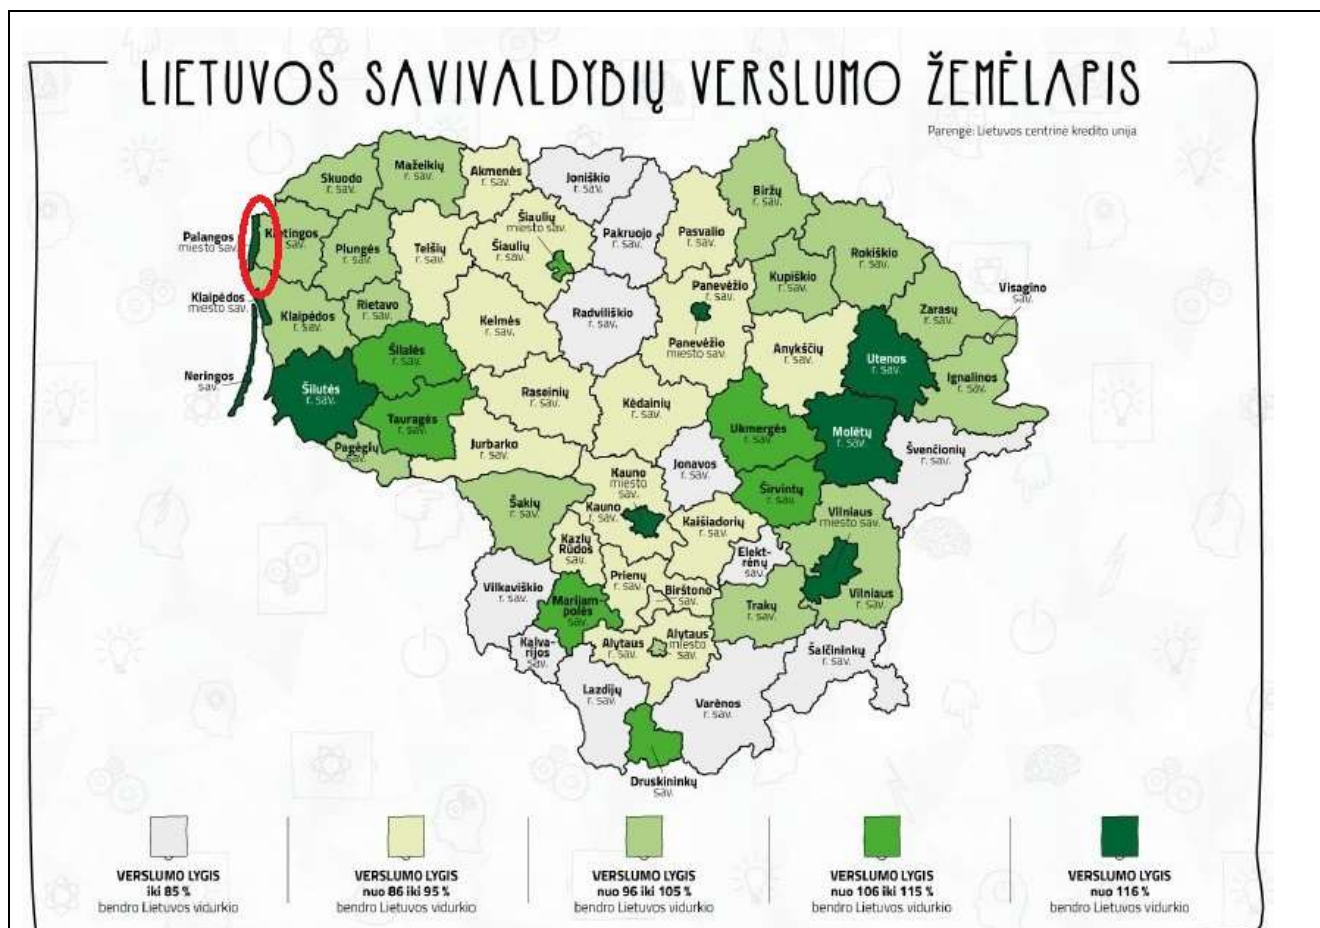 LIETUVOS SAVIVALDYBIŲ VERSLUMO ŽEMĖLAPIS
Parengė: Lietuvos centrinė kredito unija
Skuodo
r. sav.
Mažeikių
r. sav.
Akmenės
r. sav.
Joniškio
r. sav.
Biržų
r. sav.
Palangos
miesto sav.
Kretingos
sav.
Plungės
r. sav.
Telšių
r. sav.
Šiaulių
miesto sav.
Šiaulių
r. sav.
Pakruojo
r. sav.
Pasvalio
r. sav.
Rokiškio
r. sav.
Kupiškio
r. sav.
Visagino
sav.
Klaipėdos
miesto sav.
Klaipėdos
r. sav.
Rietavo
r. sav.
Kelmės
r. sav.
Radviliškio
r. sav.
Panevėžio
r. sav.
Panevėžio
miesto sav.
Anykščių
r. sav.
Zarasų
r. sav.
Utenos
r. sav.
Ignalinos
r. sav.
Neringos
sav.
Šilutės
r. sav.
Šilalės
r. sav.
Tauragės
r. sav.
Raseinių
r. sav.
Kėdainių
r. sav.
Ukmergės
r. sav.
Molėtų
r. sav.
Švenčionių
r. sav.
Pagėgių
sav.
Jurbarko
r. sav.
Jonavos
r. sav.
Kauno
miesto
sav.
Kauno
r. sav.
Širvintų
r. sav.
Šakių
r. sav.
Kaišiadorių
r. sav.
Vilniaus
miesto sav.
Kazlų
Rūdos
sav.
Elekt-
rėnų
sav.
Vilkaviškio
r. sav.
Prienų
r. sav.
Birštono
sav.
Marijam-
polės
sav.
Trakų
r. sav.
Vilniaus
r. sav.
Kalva-
rijos
sav.
Alytaus
r. sav.
Alytaus
miesto
sav.
Šalčininkų
r. sav.
Lazdijų
r. sav.
Varėnos
r. sav.
Druskininkų
sav.
VERSLUMO LYGIS
iki 85 %
bendro Lietuvos vidurkio
VERSLUMO LYGIS
nuo 86 iki 95 %
bendro Lietuvos vidurkio
VERSLUMO LYGIS
nuo 96 iki 105 %
bendro Lietuvos vidurkio
VERSLUMO LYGIS
nuo 106 iki 115 %
bendro Lietuvos vidurkio
VERSLUMO LYGIS
nuo 116 %
bendro Lietuvos vidurkio